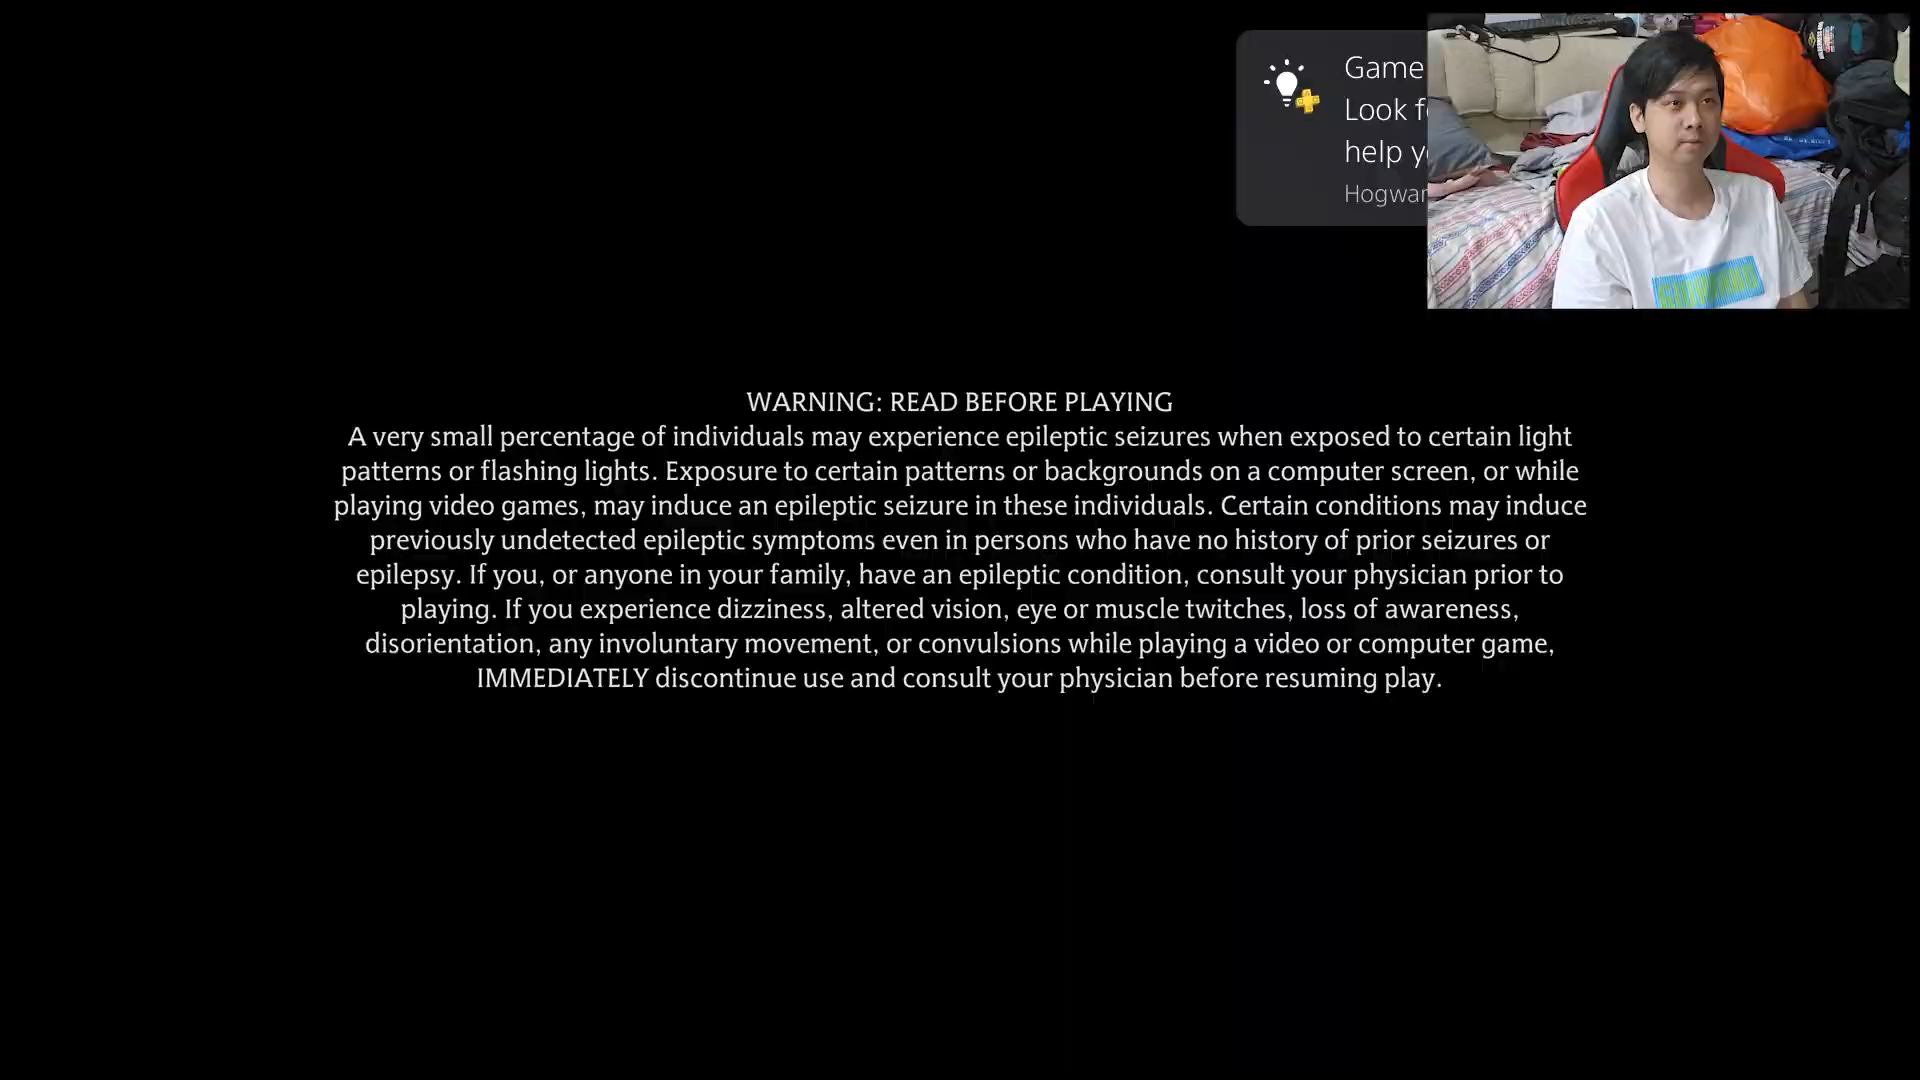 Game
Look
help
WARNING: READ BEFORE PLAYING
A very small percentage of individuals may experience epileptic seizures when exposed to certain light
patterns or flashing lights. Exposure to certain patterns or backgrounds on a computer screen, or while
playing video games, may induce an epileptic seizure in these individuals. Certain conditions may induce
previously undetected epileptic symptoms even in persons who have no history of prior seizures or
epilepsy. If you, or anyone in your family, have an epileptic condition, consult your physician prior to
playing. If you experience dizziness, altered vision, eye or muscle twitches, loss of awareness,
disorientation, any involuntary movement, or convulsions while playing a video or computer game,
IMMEDIATELY discontinue use and consult your physician before resuming play.